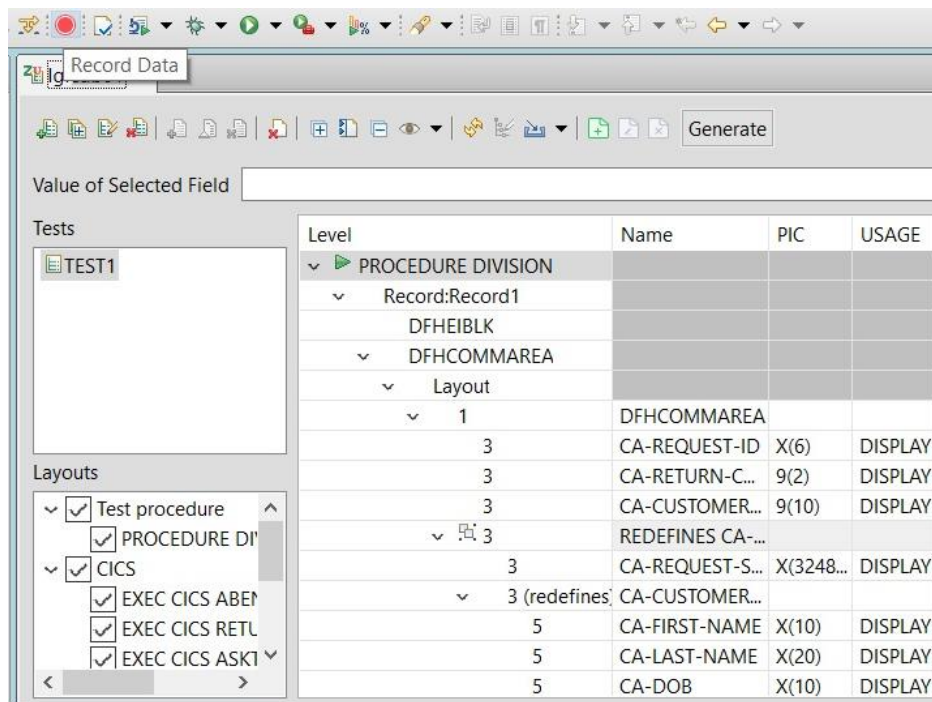 Record Data
Generate
Value of Selected Field
Tests
TEST1
Level Name PIC USAGE
PROCEDURE DIVISION
Record:Record1
DFHEIBLK
DFHCOMMAREA
Layout
1 DFHCOMMAREA
3 CA-REQUEST-ID X(6) DISPLAY
3 CA-RETURN-C... 9(2) DISPLAY
3 CA-CUSTOMER... 9(10) DISPLAY
3 REDEFINES CA-...
3 CA-REQUEST-S... X(3248... DISPLAY
3 (redefines) CA-CUSTOMER...
5 CA-FIRST-NAME X(10) DISPLAY
5 CA-LAST-NAME X(20) DISPLAY
5 CA-DOB X(10) DISPLAY
Layouts
Test procedure
PROCEDURE DI
CICS
EXEC CICS ABEN
EXEC CICS RETU
EXEC CICS ASKT